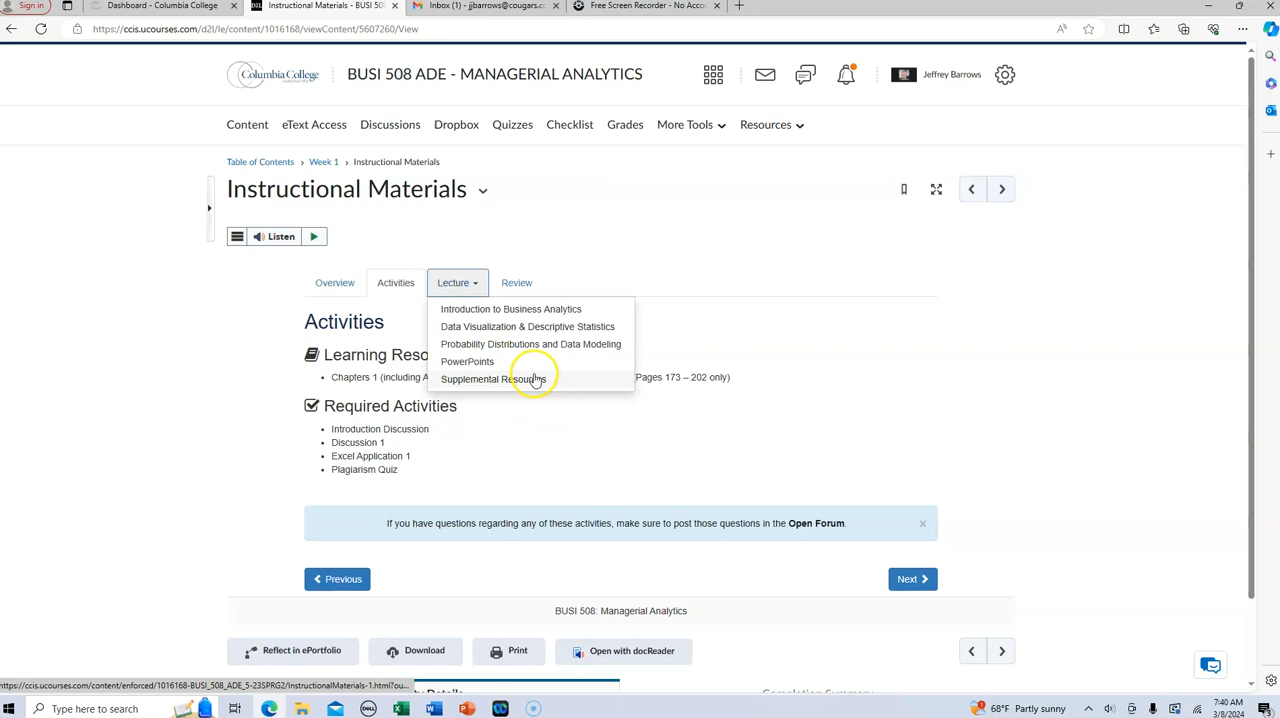 Sign in
Dashboard - Columbia College
D2L
Instructional Materials - BUSI 508
Inbox (1) - jjbarrows@cougars.cc
Free Screen Recorder - No Accou
https://ccis.ucourses.com/d2l/le/content/1016168/viewContent/5607260/View
Columbia College
BUSI 508 ADE - MANAGERIAL ANALYTICS
Jeffrey Barrows
Content
eText Access
Discussions
Dropbox
Quizzes
Checklist
Grades
More Tools
Resources
Table of Contents › Week 1 › Instructional Materials
Instructional Materials
Listen
Overview
Activities
Lecture
Review
Introduction to Business Analytics
Data Visualization & Descriptive Statistics
Probability Distributions and Data Modeling
PowerPoints
Supplemental Resources
Activities
Learning Reso
Chapters 1 (including A
(Pages 173 – 202 only)
Required Activities
Introduction Discussion
Discussion 1
Excel Application 1
Plagiarism Quiz
If you have questions regarding any of these activities, make sure to post those questions in the Open Forum.
Previous
Next
BUSI 508: Managerial Analytics
Reflect in ePortfolio
Download
Print
Open with docReader
https://ccis.ucourses.com/content/enforced/1016168-BUSI_508_ADE_5-23SPRG2/InstructionalMaterials-1.html?ou...
Type here to search
DELL
68°F Partly sunny
7:40 AM
3/8/2024